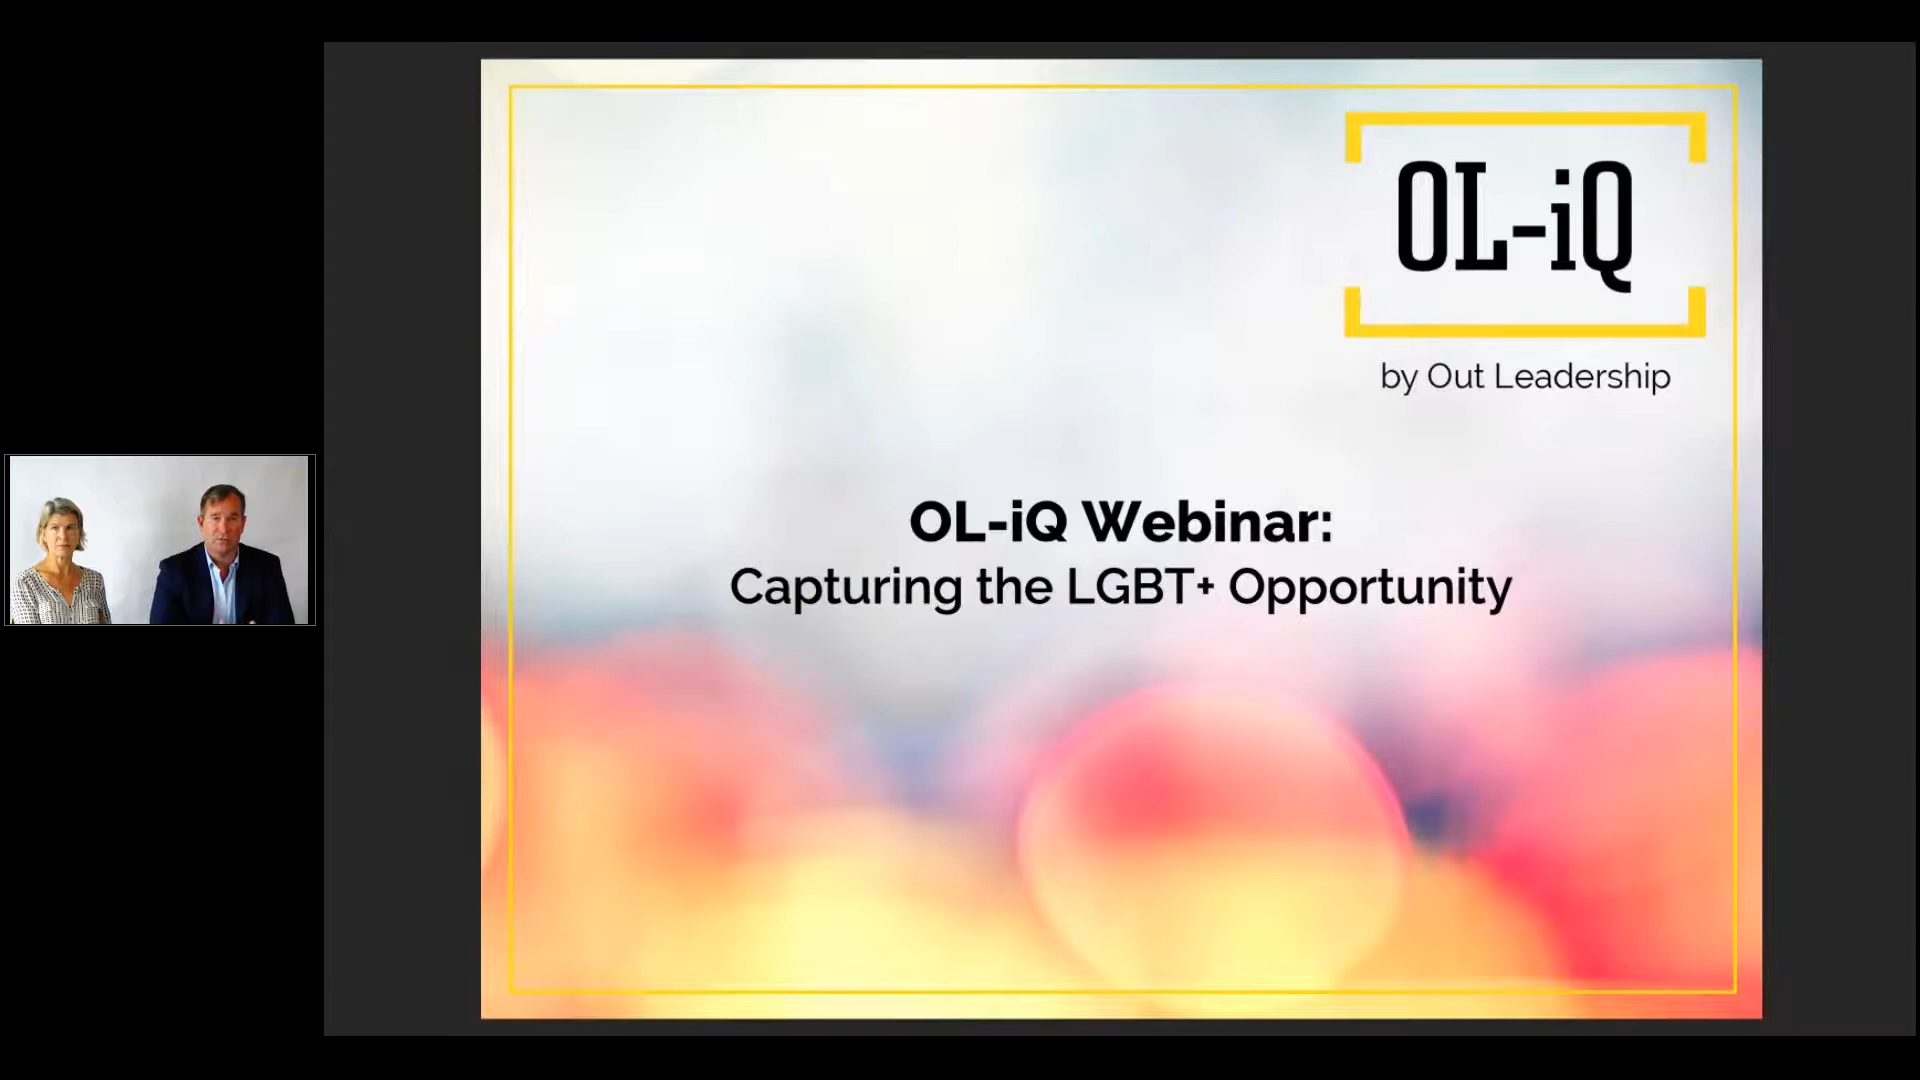 OL-iQ
by Out Leadership
OL-iQ Webinar:
Capturing the LGBT+ Opportunity